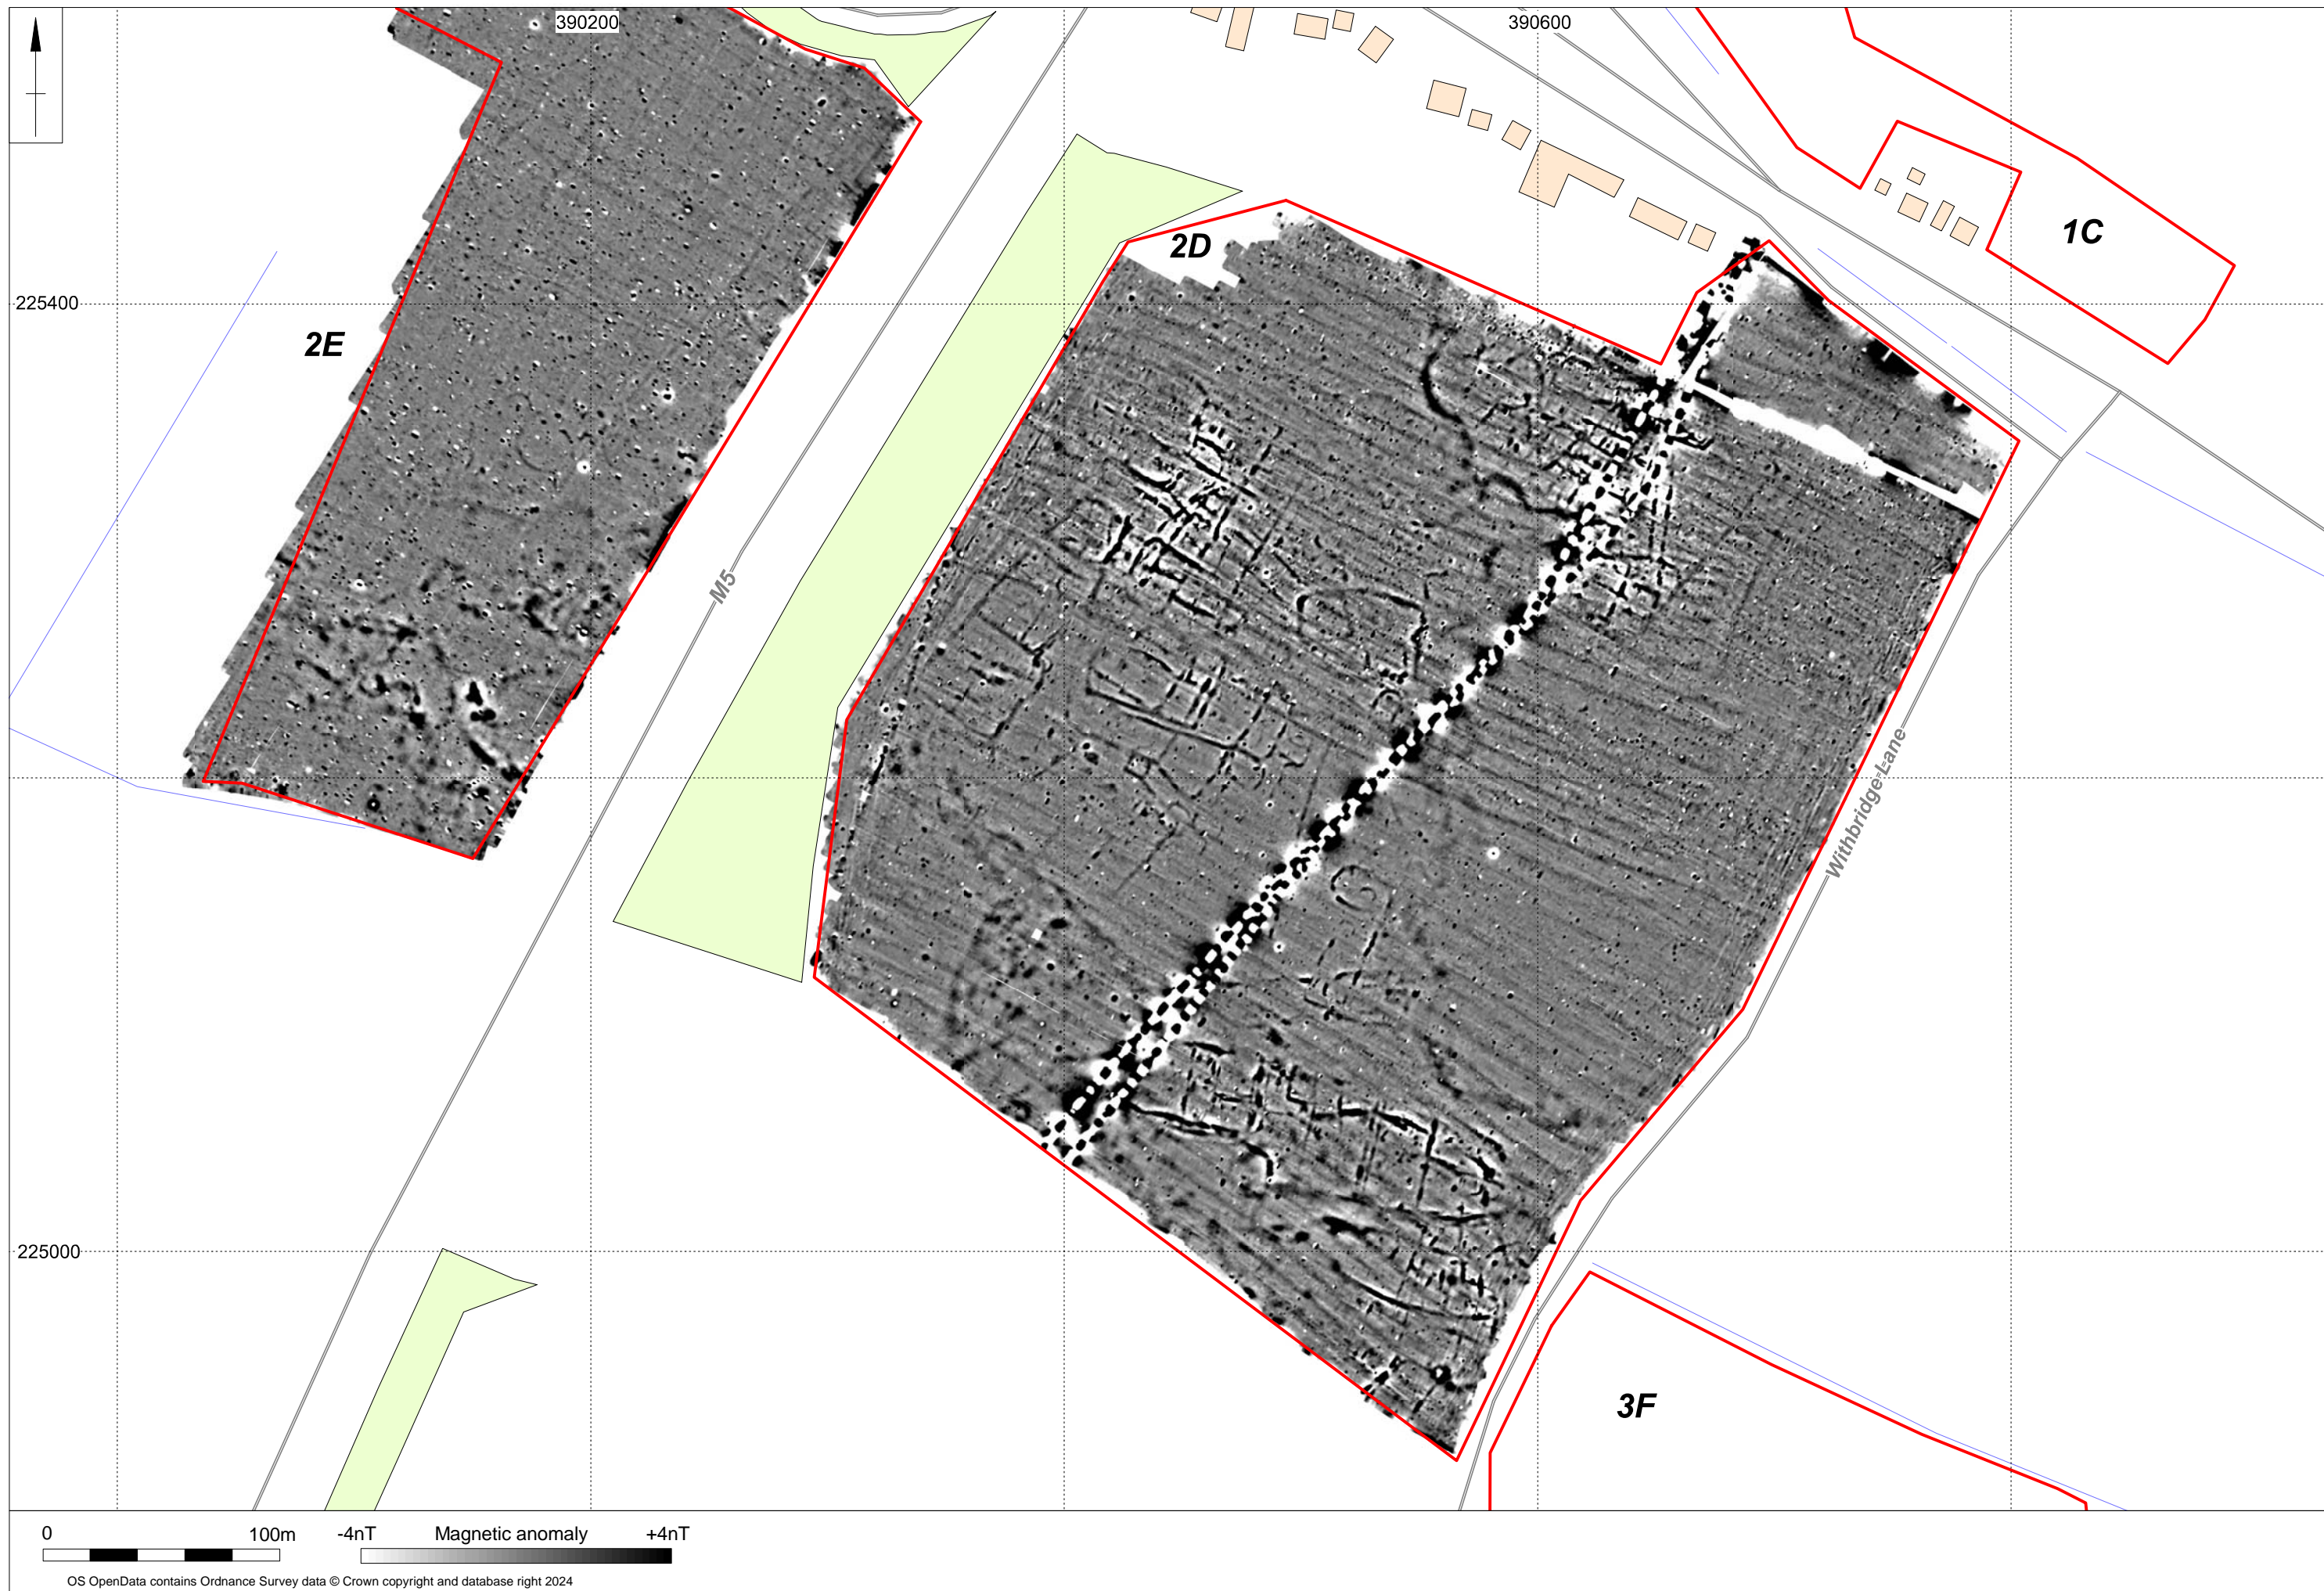 390200
390600
2D
1C
225400
2E
M5
Withbridge Lane
225000
3F
0 100m
-4nT Magnetic anomaly +4nT
OS OpenData contains Ordnance Survey data © Crown copyright and database right 2024